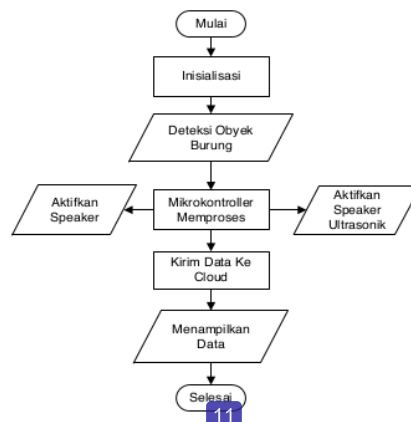 Mulai
Inisialisasi
Deteksi Obyek
Burung
Aktifkan
Speaker
Mikrokontroller
Memproses
Aktifkan
Speaker
Ultrasonik
Kirim Data Ke
Cloud
Menampilkan
Data
Selesai
11